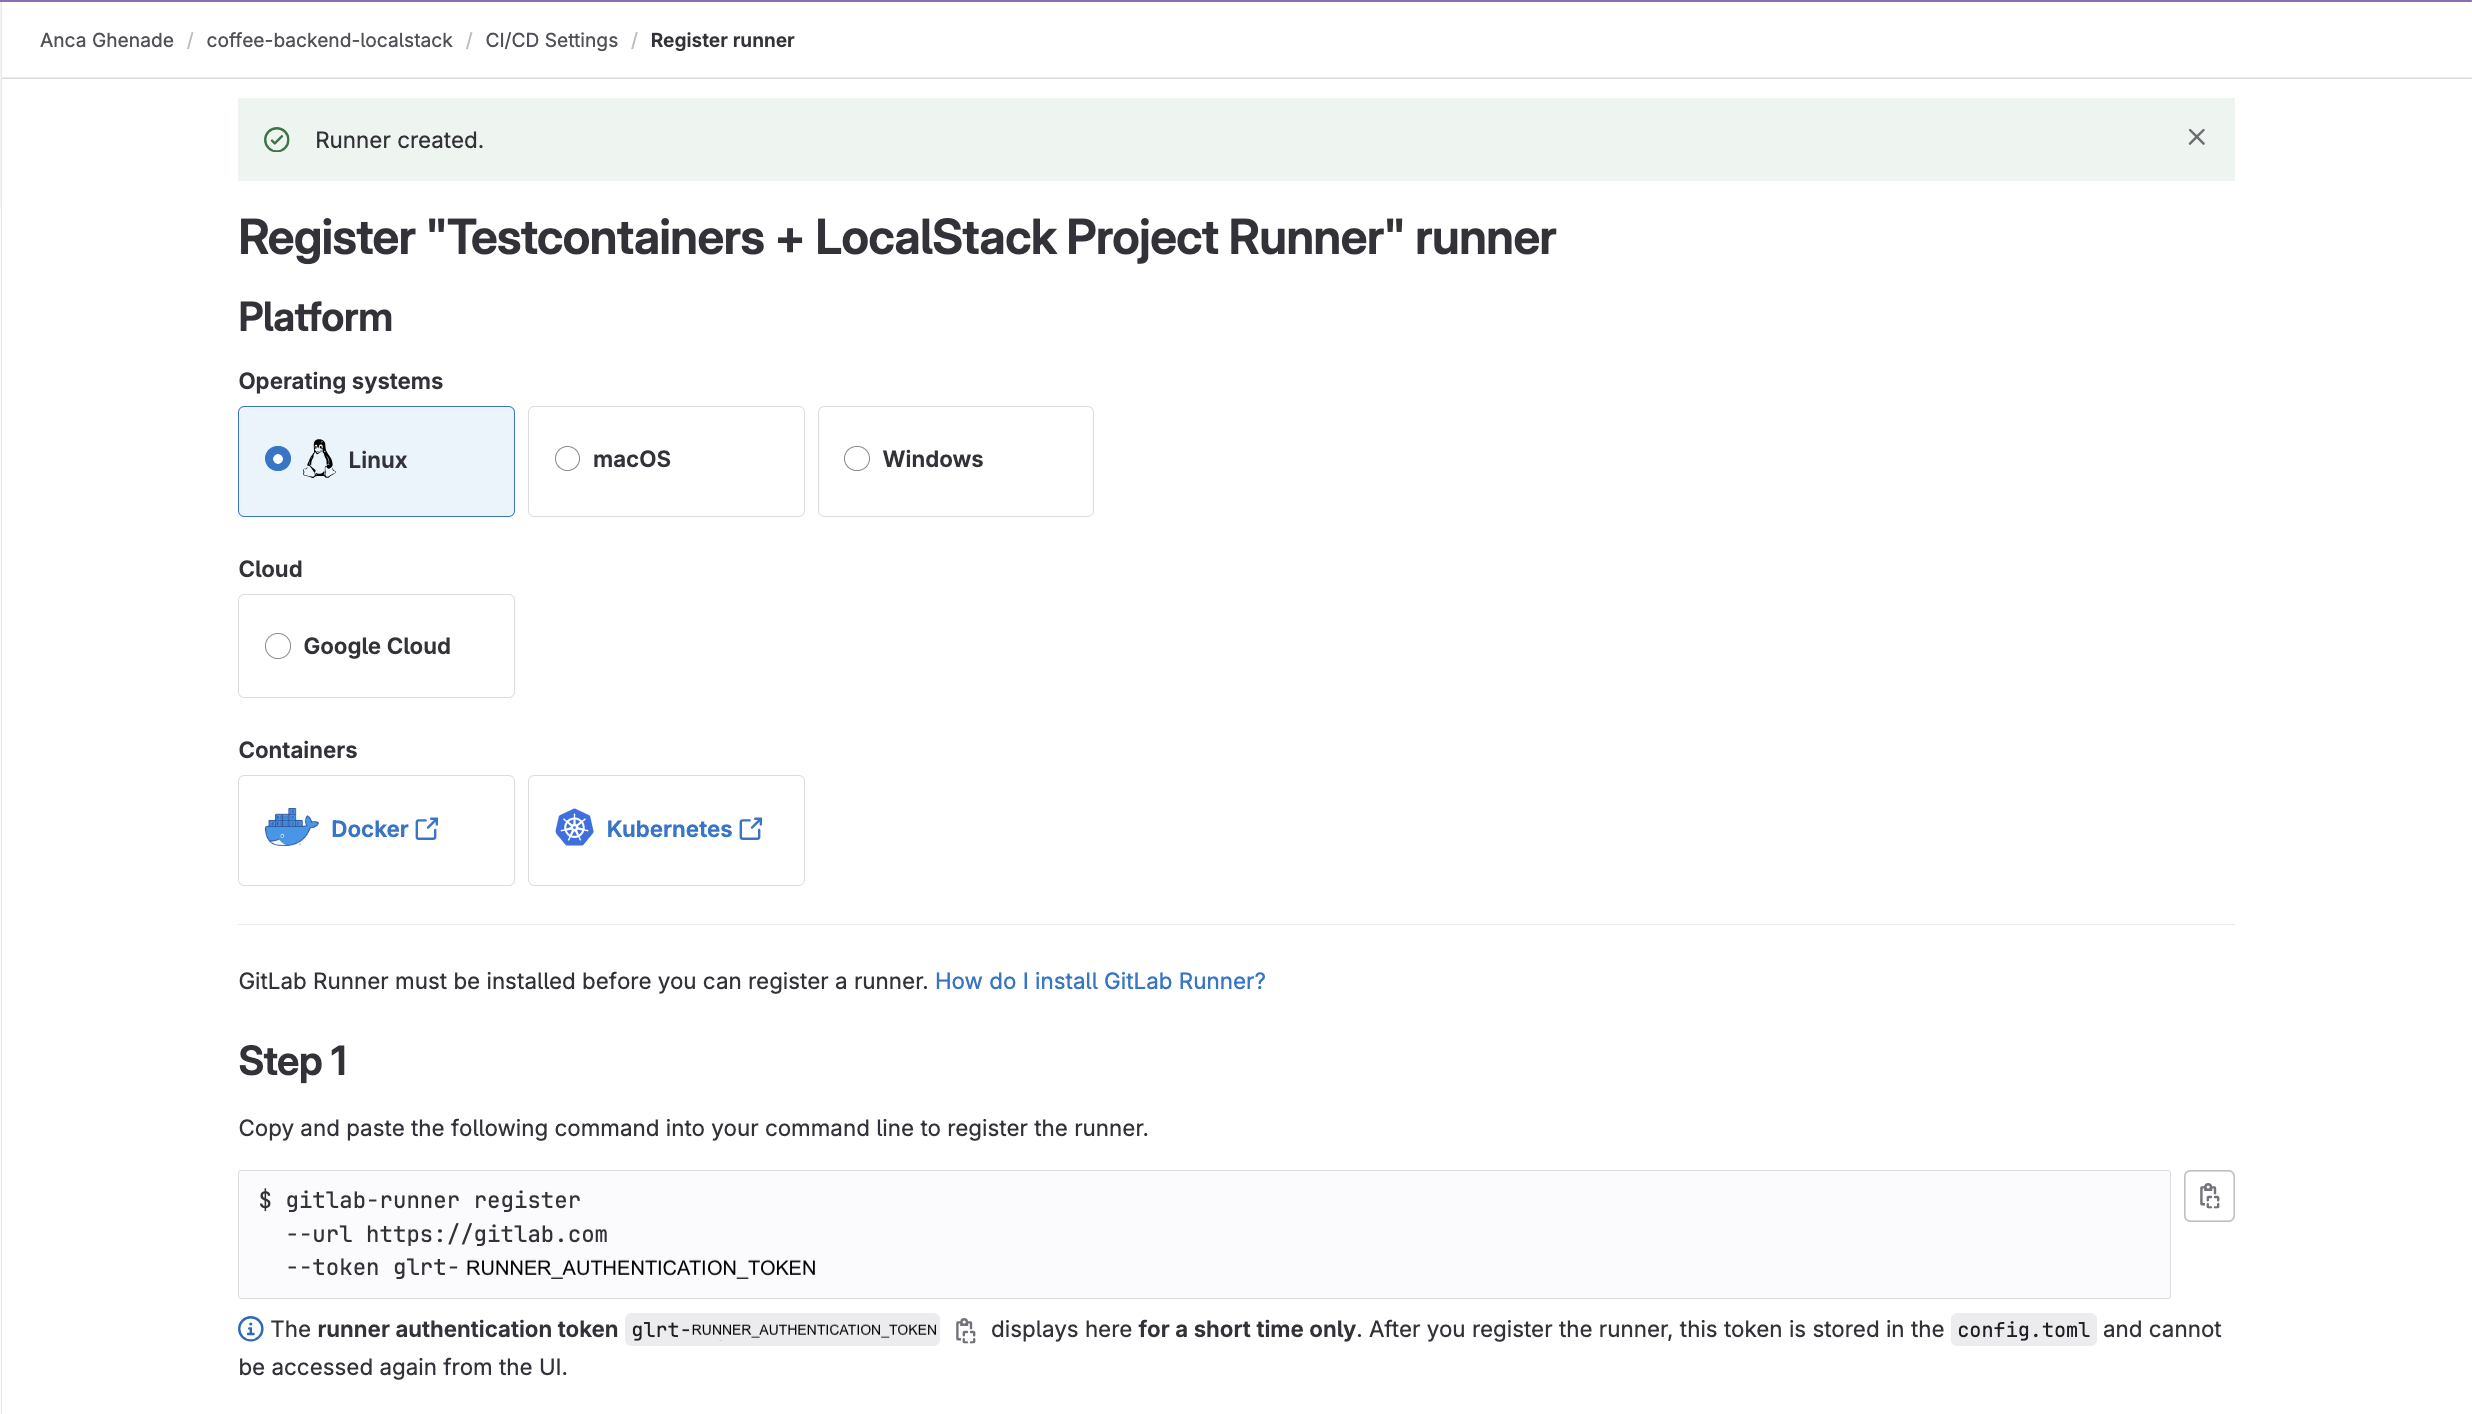 Anca Ghenade / coffee-backend-localstack / CI/CD Settings / Register runner
Runner created.
Register "Testcontainers + LocalStack Project Runner" runner
Platform
Operating systems
Linux macOS Windows
Cloud
Google Cloud
Containers
Docker Kubernetes
GitLab Runner must be installed before you can register a runner. How do I install GitLab Runner?
Step 1
Copy and paste the following command into your command line to register the runner.
$ gitlab-runner register
--url https://gitlab.com
--token glrt- RUNNER_AUTHENTICATION_TOKEN
The runner authentication token glrt-RUNNER_AUTHENTICATION_TOKEN displays here for a short time only. After you register the runner, this token is stored in the config.toml and cannot
be accessed again from the UI.